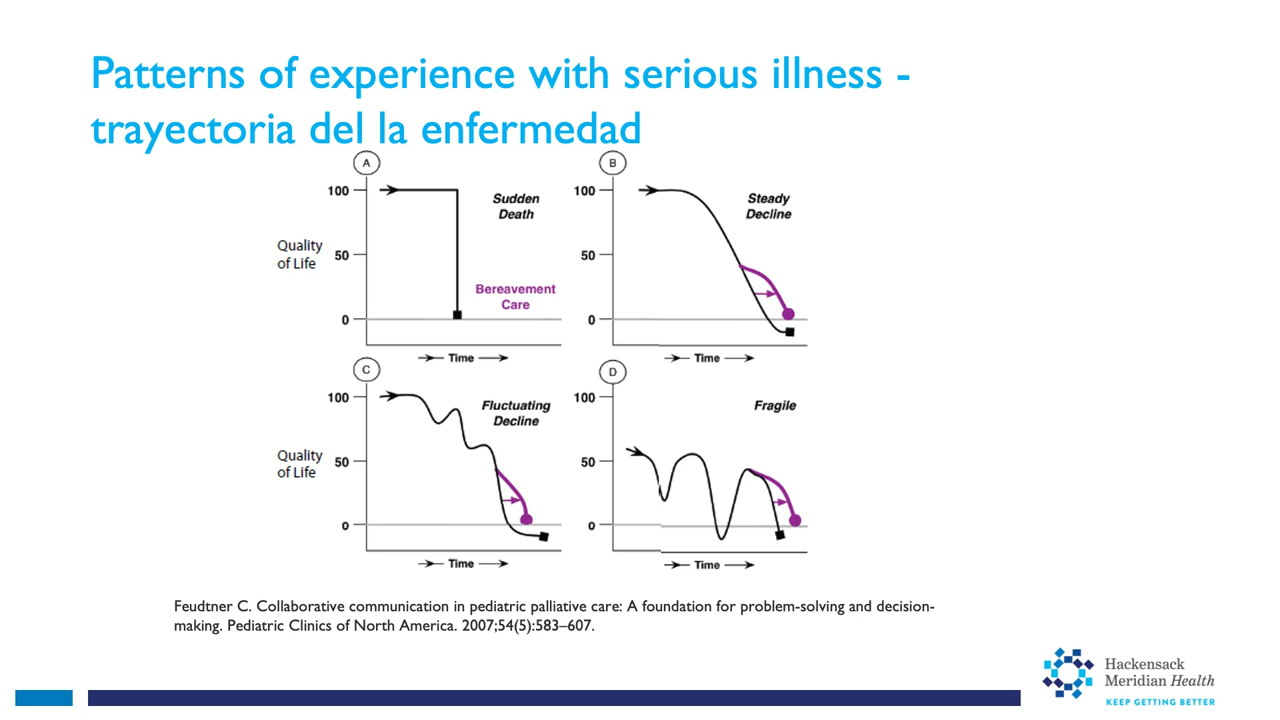 Patterns of experience with serious illness -
trayectoria del la enfermedad
A
100
50
0
Quality
of Life
Sudden
Death
Bereavement
Care
Time
B
100
50
0
Steady
Decline
Time
C
100
50
0
Quality
of Life
Fluctuating
Decline
Time
D
100
50
0
Fragile
Time
Feudtner C. Collaborative communication in pediatric palliative care: A foundation for problem-solving and decision-
making. Pediatric Clinics of North America. 2007;54(5):583–607.
Hackensack
Meridian Health
KEEP GETTING BETTER